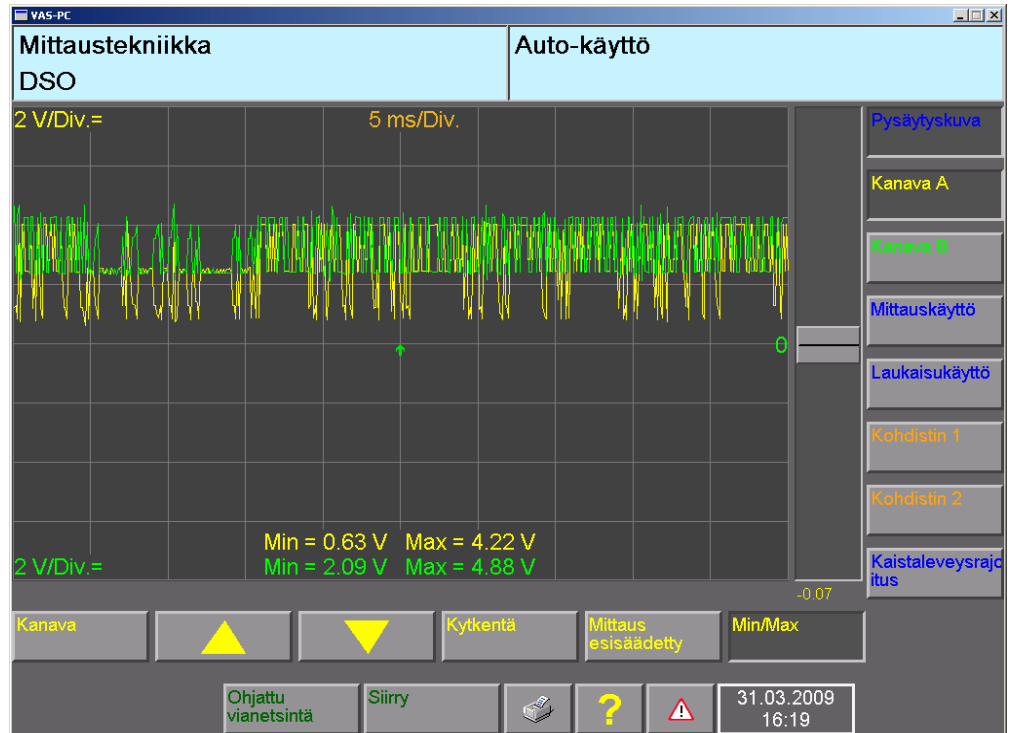 VAS-PC
Mittaustekniikka
DSO
Auto-käyttö
2 V/Div.=
5 ms/Div.
0
Min = 0.63 V Max = 4.22 V
2 V/Div.=
Min = 2.09 V Max = 4.88 V
-0.07
Pysäytyskuva
Kanava A
Kanava B
Mittauskäyttö
Laukaisukäyttö
Kohdistin 1
Kohdistin 2
Kaistaleveysrajo
itus
Kanava
Kytkentä
Mittaus
esisäädetty
Min/Max
Ohjattu
vianetsintä
Siirry
?
31.03.2009
16:19